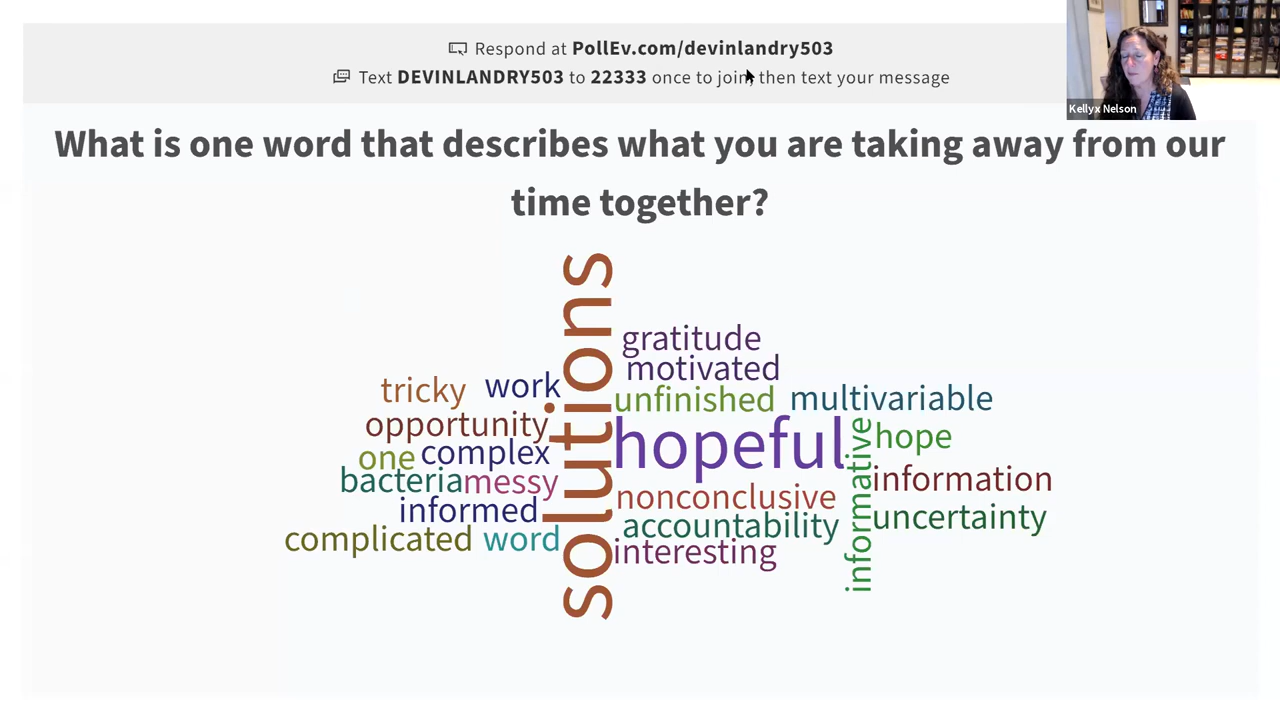 Respond at PollEv.com/devinlandry503
Text DEVINLANDRY503 to 22333 once to join, then text your message
Kellyx Nelson
What is one word that describes what you are taking away from our
time together?
solutions
gratitude
motivated
tricky
work
unfinished
multivariable
opportunity
hopeful
hope
one
complex
bacteria
messy
informative
information
nonconclusive
informed
accountability
uncertainty
complicated
word
interesting